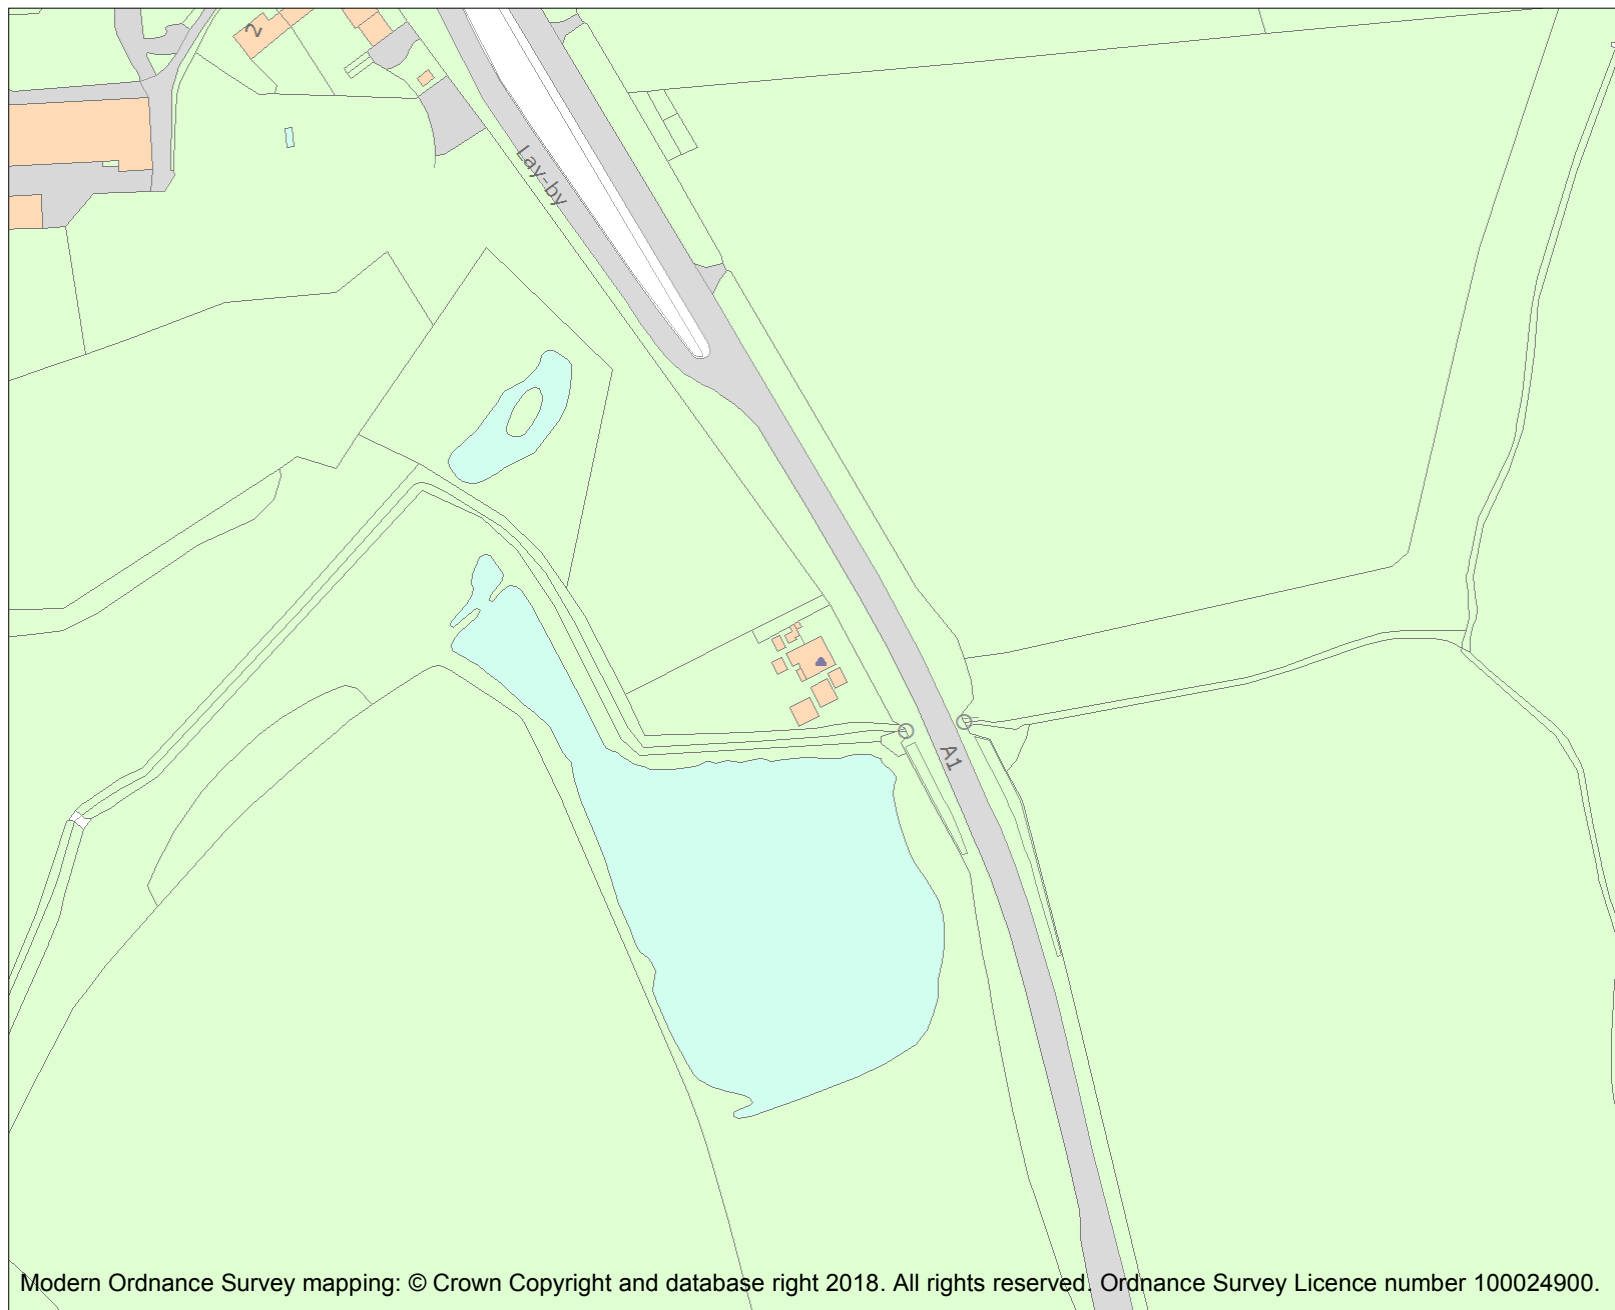 2
Lay-by
A1
Modern Ordnance Survey mapping: © Crown Copyright and database right 2018. All rights reserved. Ordnance Survey Licence number 100024900.